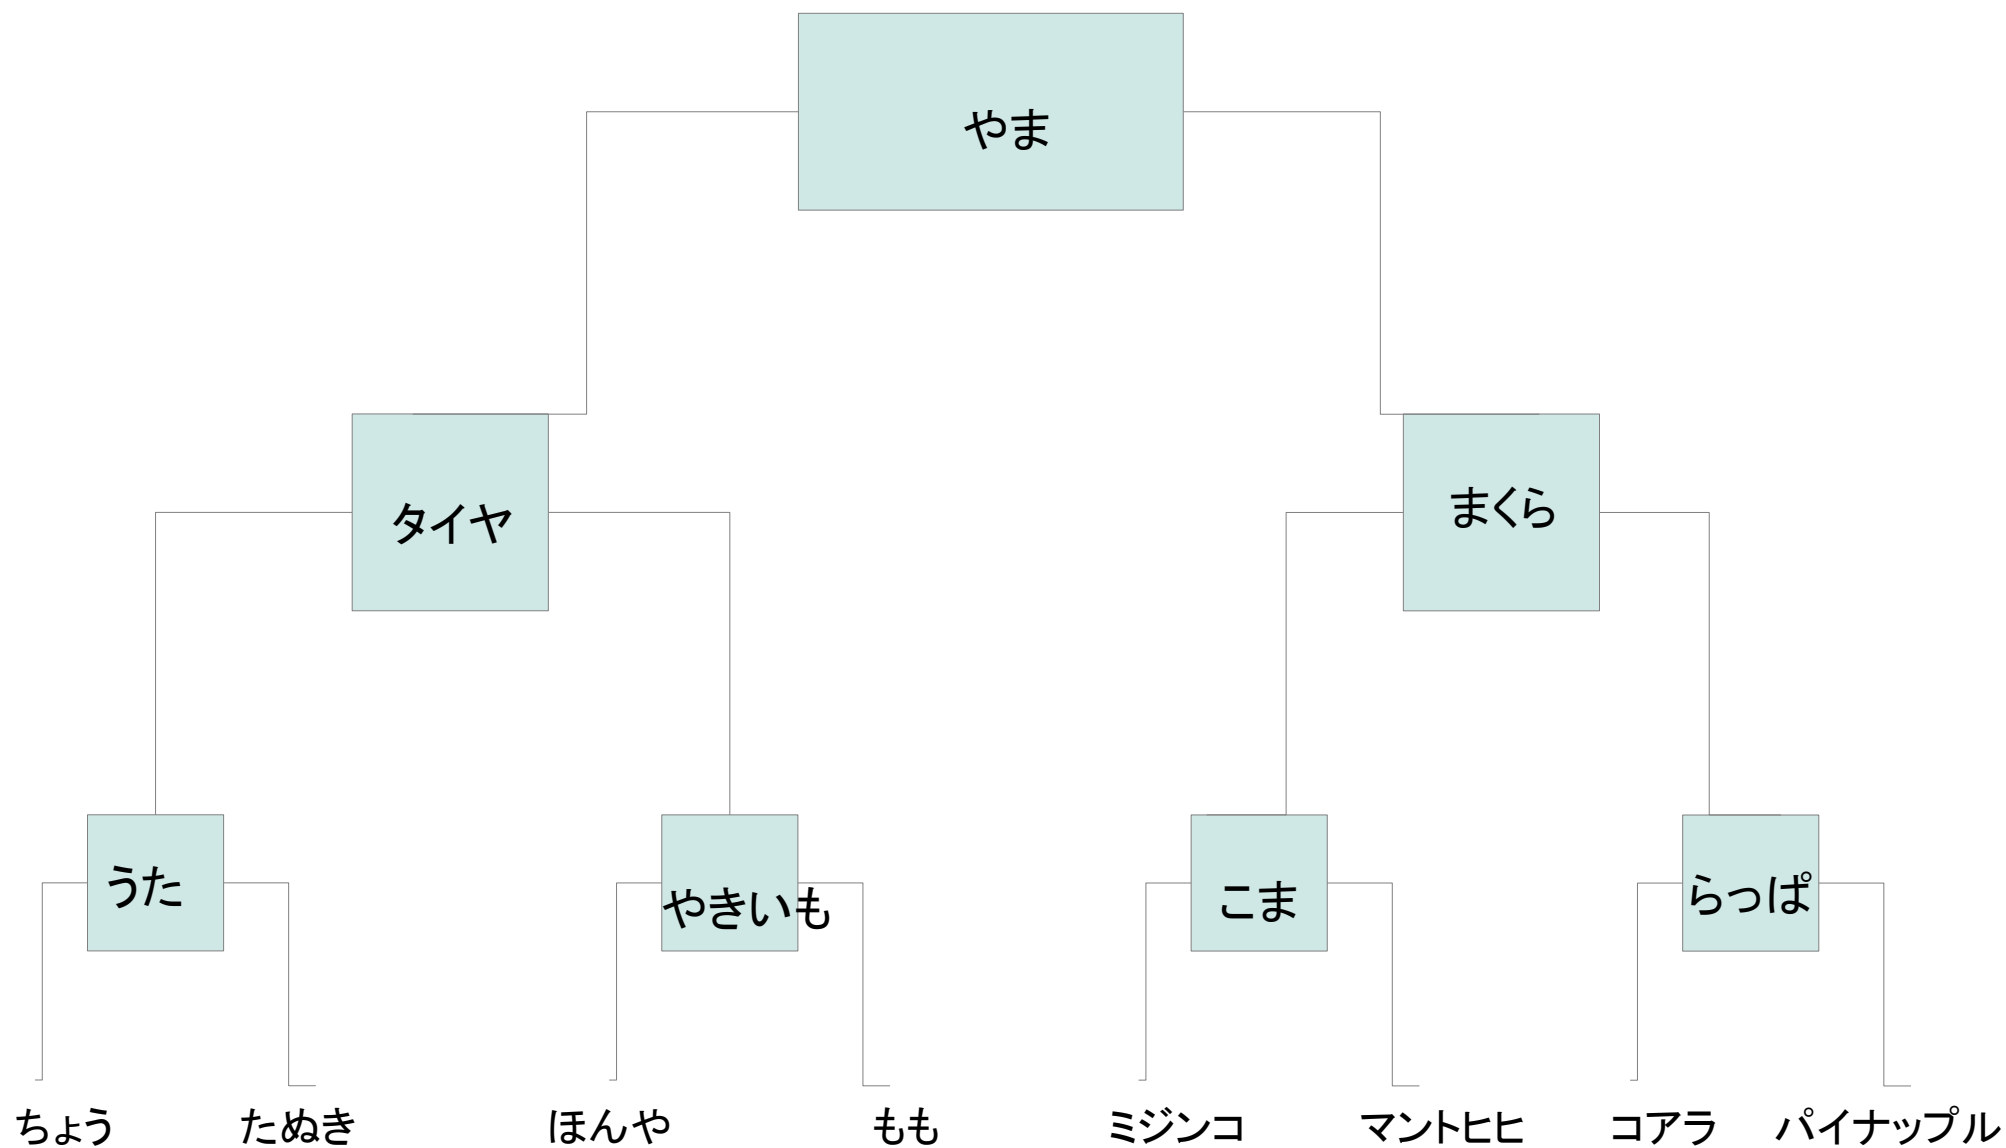 やま
タイヤ
まくら
うた
やきいも
こま
らっぱ
ちょう
たぬき
ほんや
もも
ミジンコ
マントヒヒ
コアラ
パイナップル